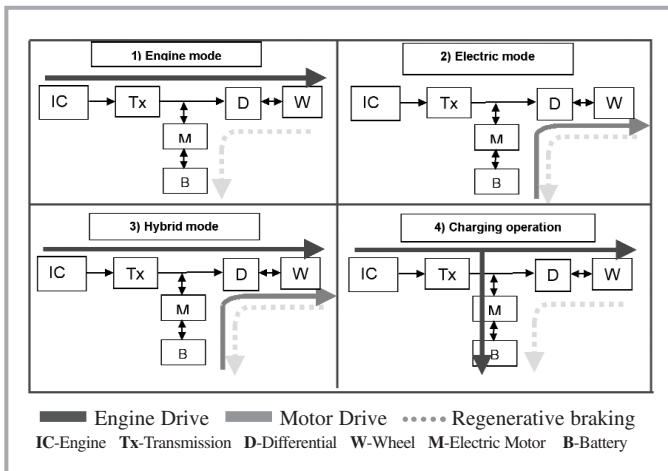 1) Engine mode
IC Tx D W
M
B
2) Electric mode
IC Tx D W
M
B
3) Hybrid mode
IC Tx D W
M
B
4) Charging operation
IC Tx D W
M
B
Engine Drive Motor Drive Regenerative braking
IC-Engine Tx-Transmission D-Differential W-Wheel M-Electric Motor B-Battery